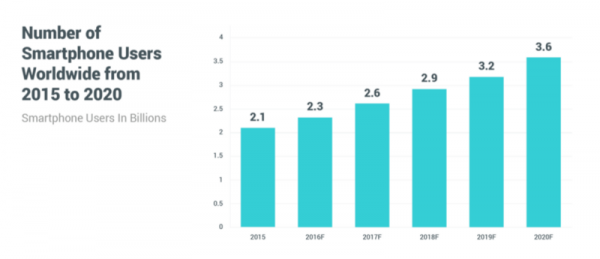 Number of
Smartphone Users
Worldwide from
2015 to 2020
Smartphone Users In Billions
4
3.5
3
2.5
2
1.5
1
0.5
0
2.1
2.3
2.6
2.9
3.2
3.6
2015
2016F
2017F
2018F
2019F
2020F